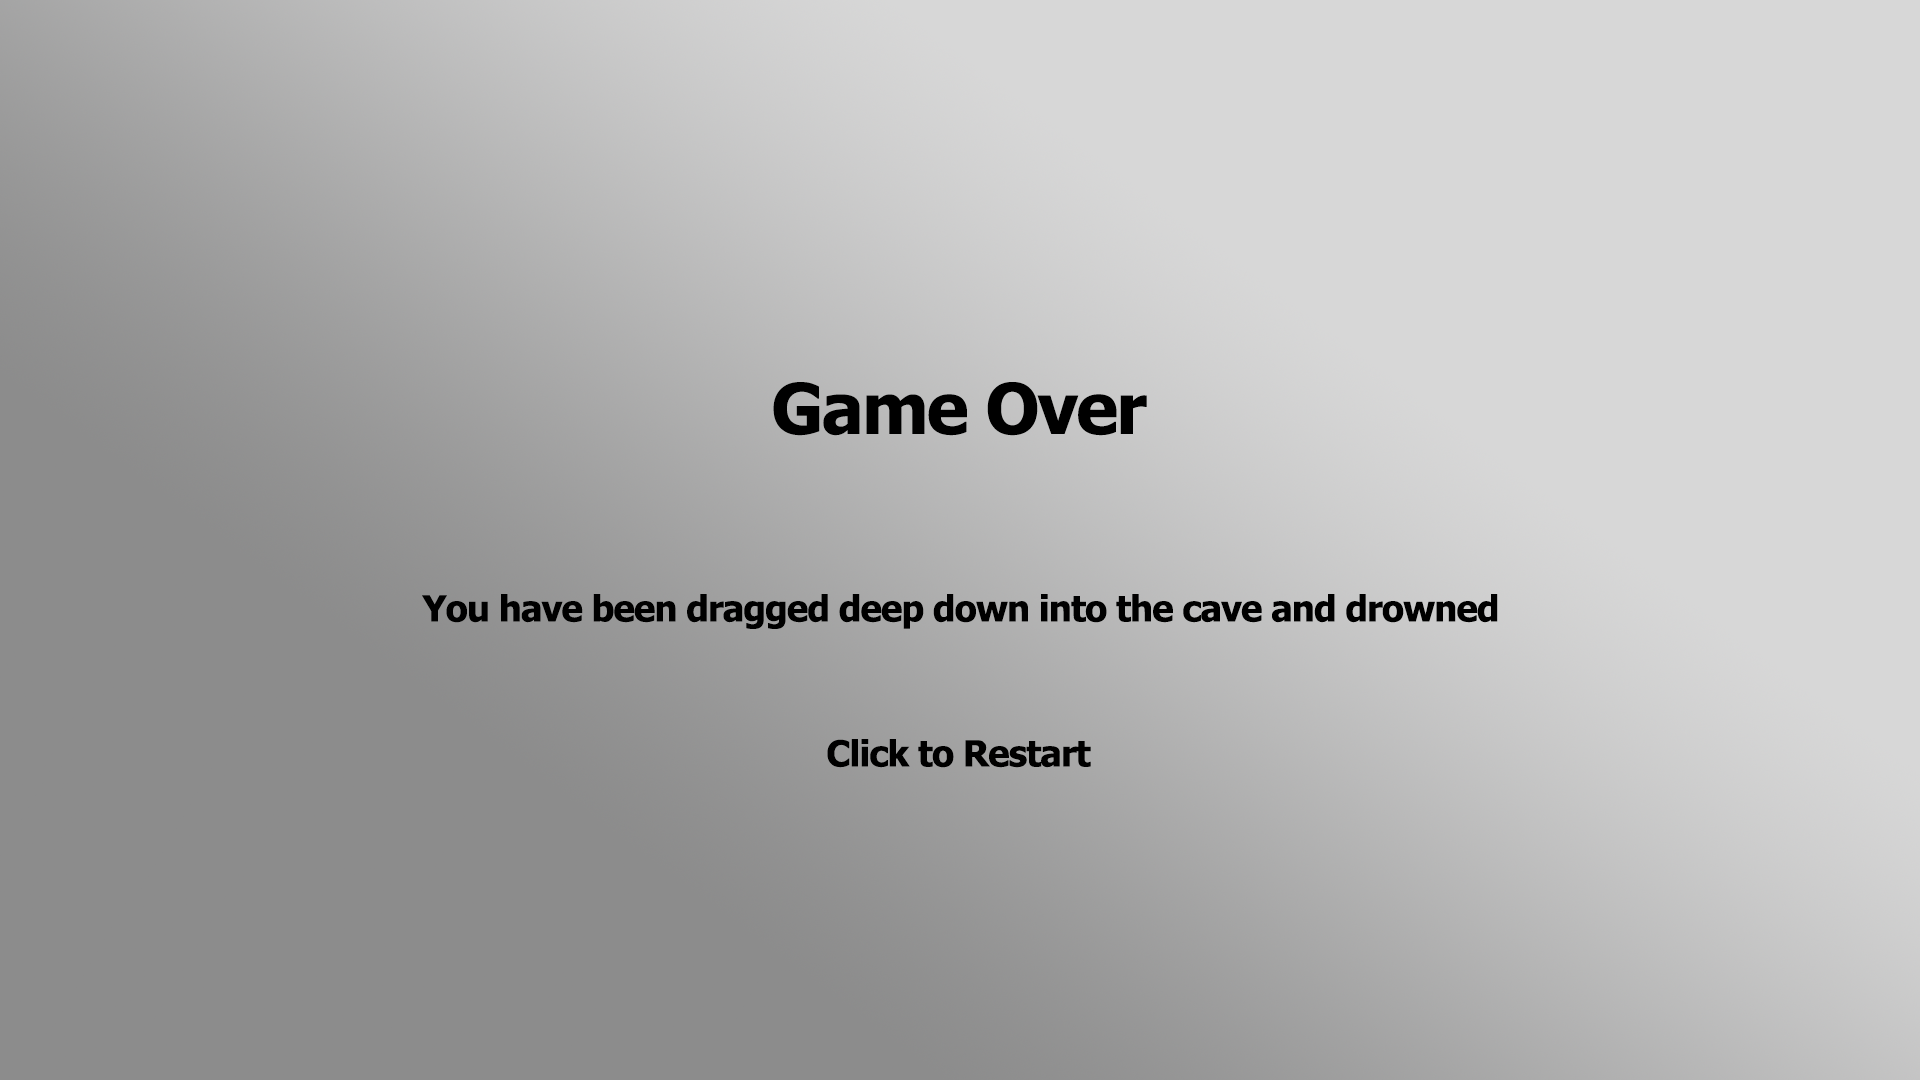 Game Over
You have been dragged deep down into the cave and drowned
Click to Restart